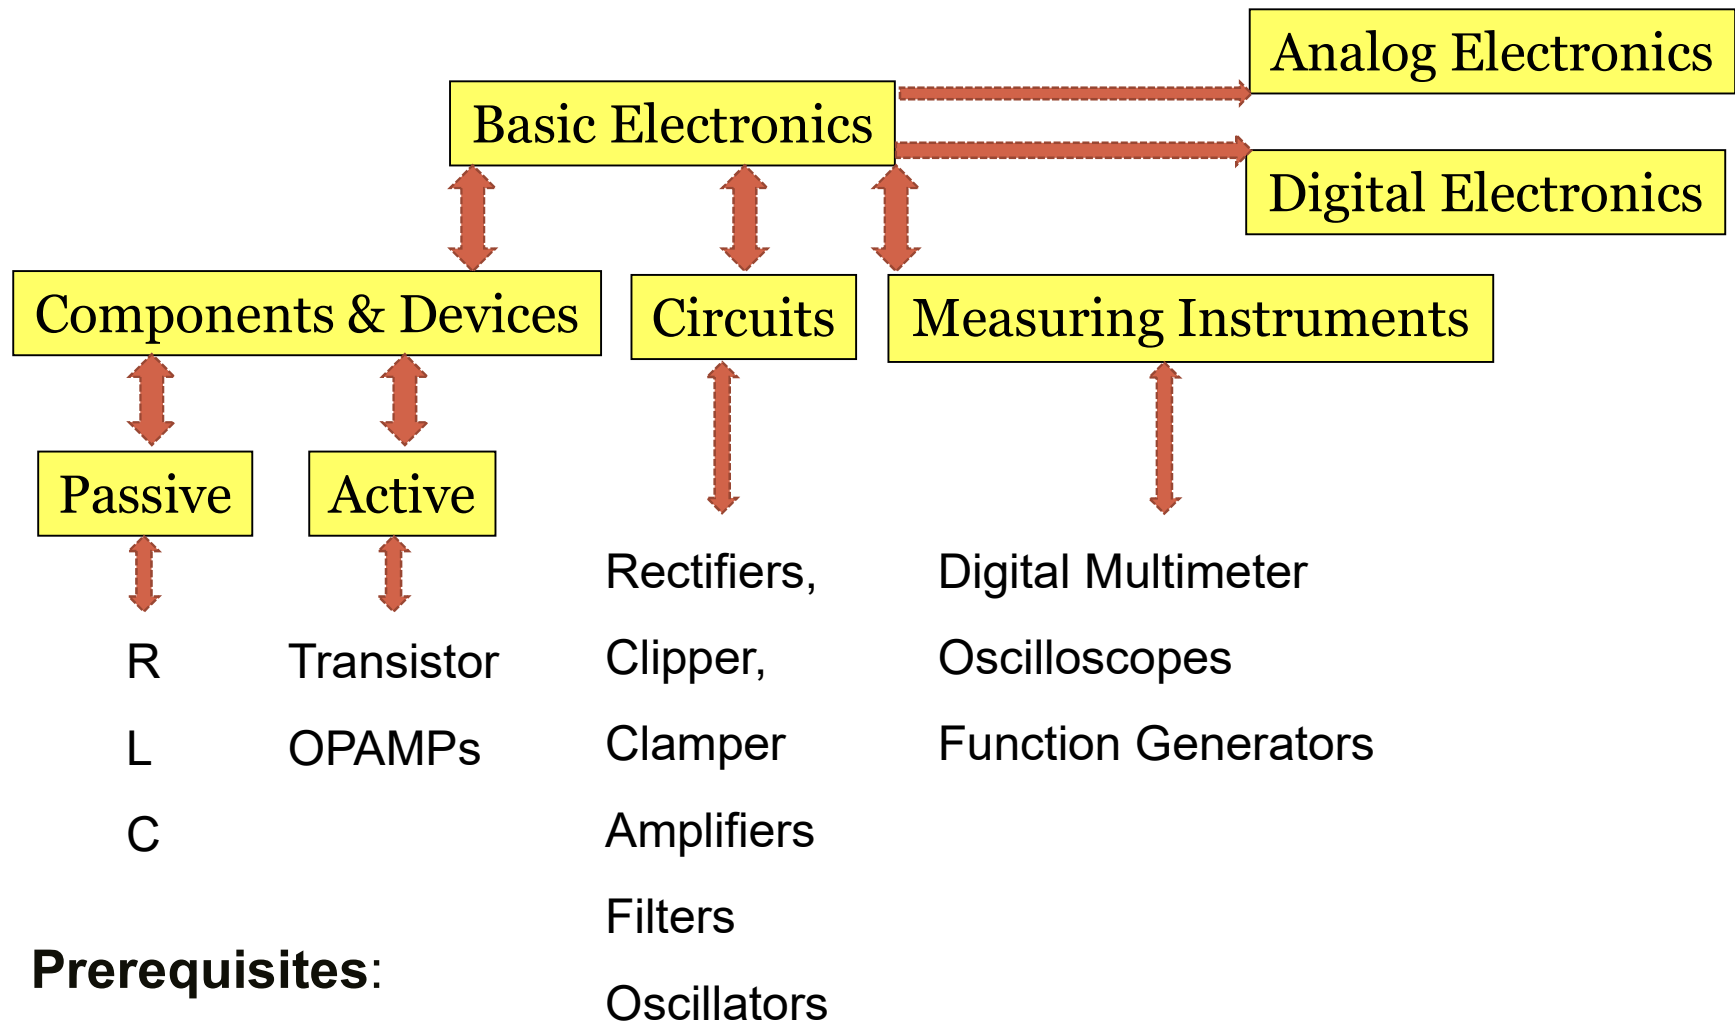 Analog Electronics
Basic Electronics
Digital Electronics
Components & Devices
Circuits
Measuring Instruments
Passive
Active
R
L
C
Transistor
OPAMPs
Rectifiers,
Clipper,
Clamper
Amplifiers
Filters
Oscillators
Digital Multimeter
Oscilloscopes
Function Generators
Prerequisites: